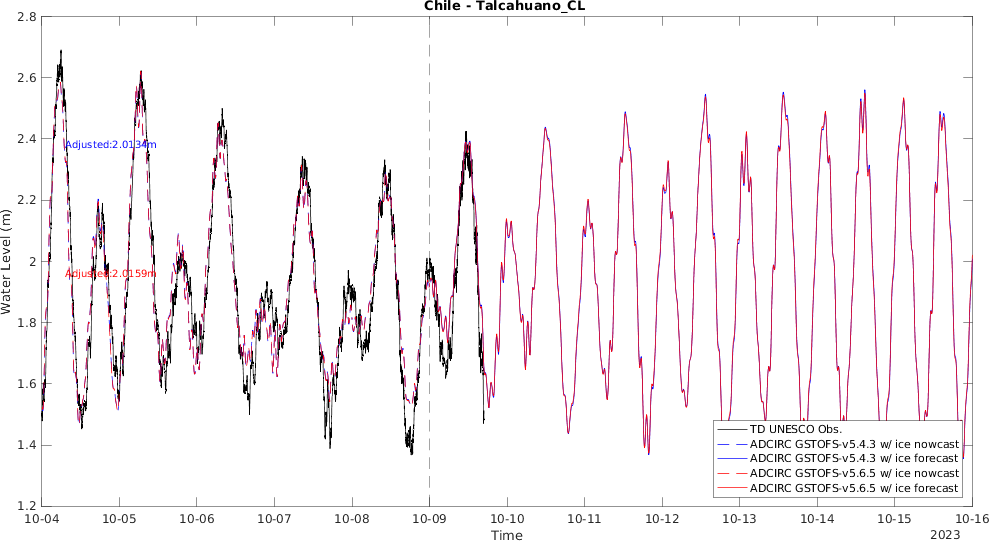 Chile - Talcahuano_CL
2.8
2.6
2.4
2.2
2
1.8
1.6
1.4
1.2
Water Level (m)
Adjusted:2.0134m
Adjusted:2.0159m
TD UNESCO Obs.
ADCIRC GSTOFS-v5.4.3 w/ ice nowcast
ADCIRC GSTOFS-v5.4.3 w/ ice forecast
ADCIRC GSTOFS-v5.6.5 w/ ice nowcast
ADCIRC GSTOFS-v5.6.5 w/ ice forecast
10-04 10-05 10-06 10-07 10-08 10-09 10-10 10-11 10-12 10-13 10-14 10-15 10-16
Time
2023